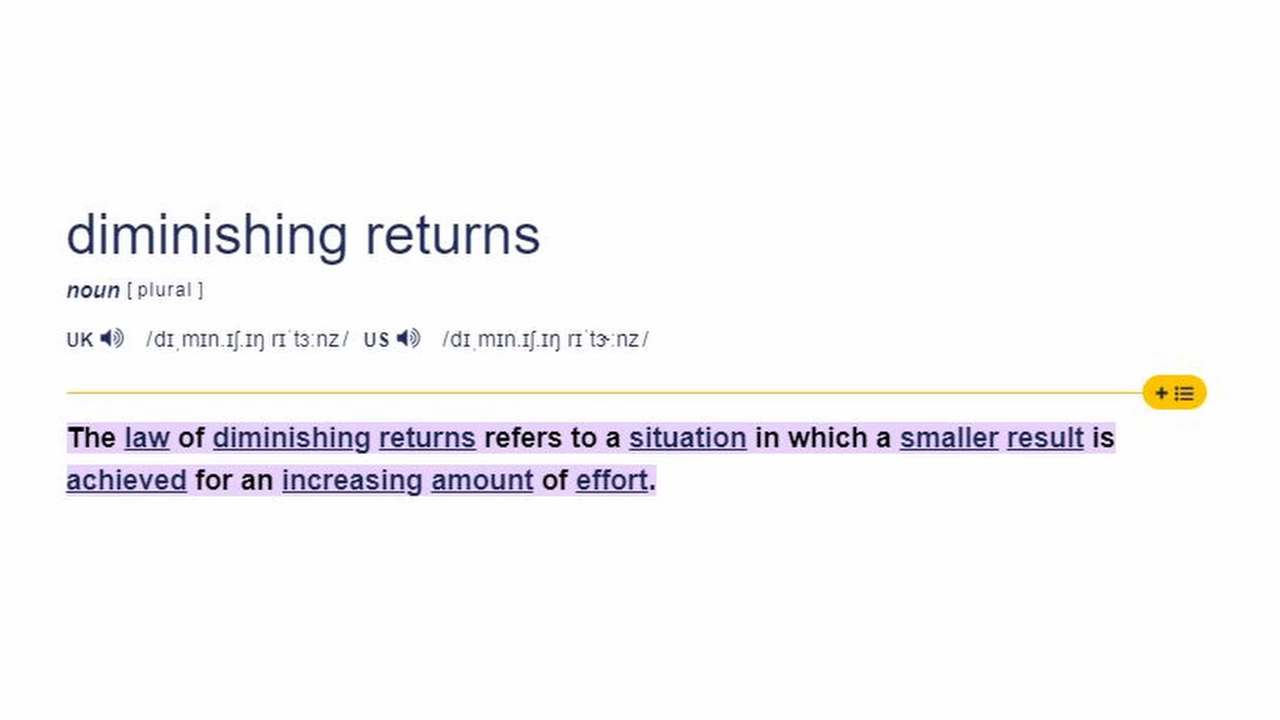 diminishing returns
noun [ plural ]
UK /dɪˌmɪn.ɪʃ.ɪŋ rɪˈtɜːnz/ US /dɪˌmɪn.ɪʃ.ɪŋ rɪˈtɝːnz/
The law of diminishing returns refers to a situation in which a smaller result is
achieved for an increasing amount of effort.